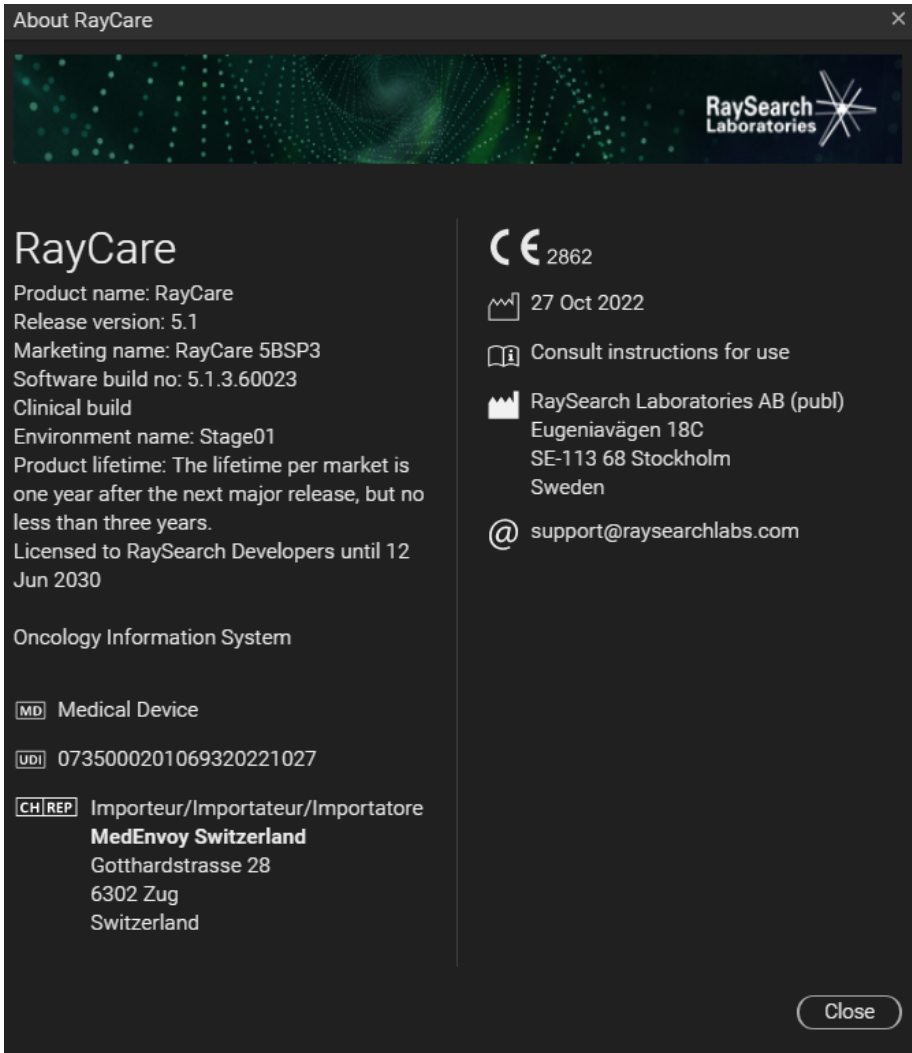 About RayCare
RaySearch
Laboratories
RayCare
Product name: RayCare
Release version: 5.1
Marketing name: RayCare 5BSP3
Software build no: 5.1.3.60023
Clinical build
Environment name: Stage01
Product lifetime: The lifetime per market is
one year after the next major release, but no
less than three years.
Licensed to RaySearch Developers until 12
Jun 2030
Oncology Information System
MD Medical Device
UDI 0735000201069320221027
CH REP Importeur/Importateur/Importatore
MedEnvoy Switzerland
Gotthardstrasse 28
6302 Zug
Switzerland
CE 2862
27 Oct 2022
Consult instructions for use
RaySearch Laboratories AB (publ)
Eugeniavägen 18C
SE-113 68 Stockholm
Sweden
@ support@raysearchlabs.com
Close